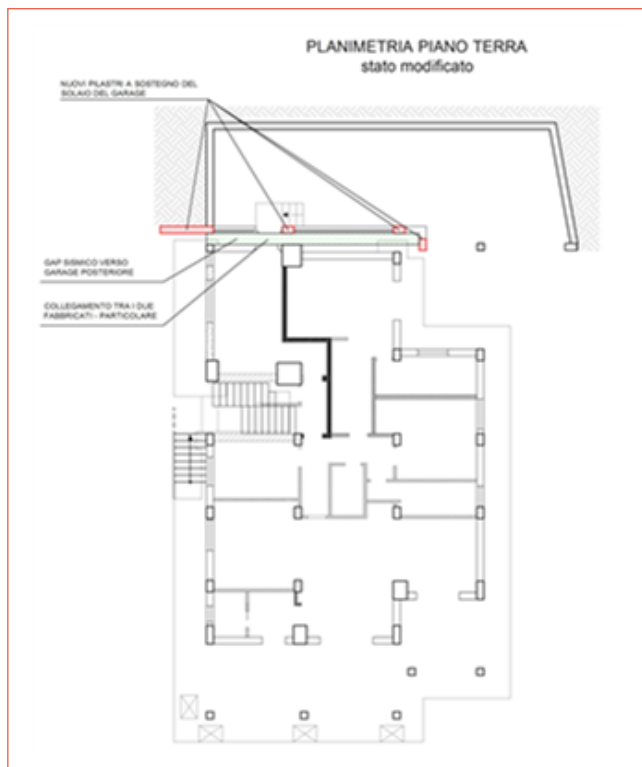 PLANIMETRIA PIANO TERRA
stato modificato
NUOVI PILASTRI A SOSTEGNO DEL
SOLAIO DEL GARAGE
GAP SISMICO VERSO
GARAGE POSTERIORE
COLLEGAMENTO TRA I DUE
FABBRICATI - PARTICOLARE